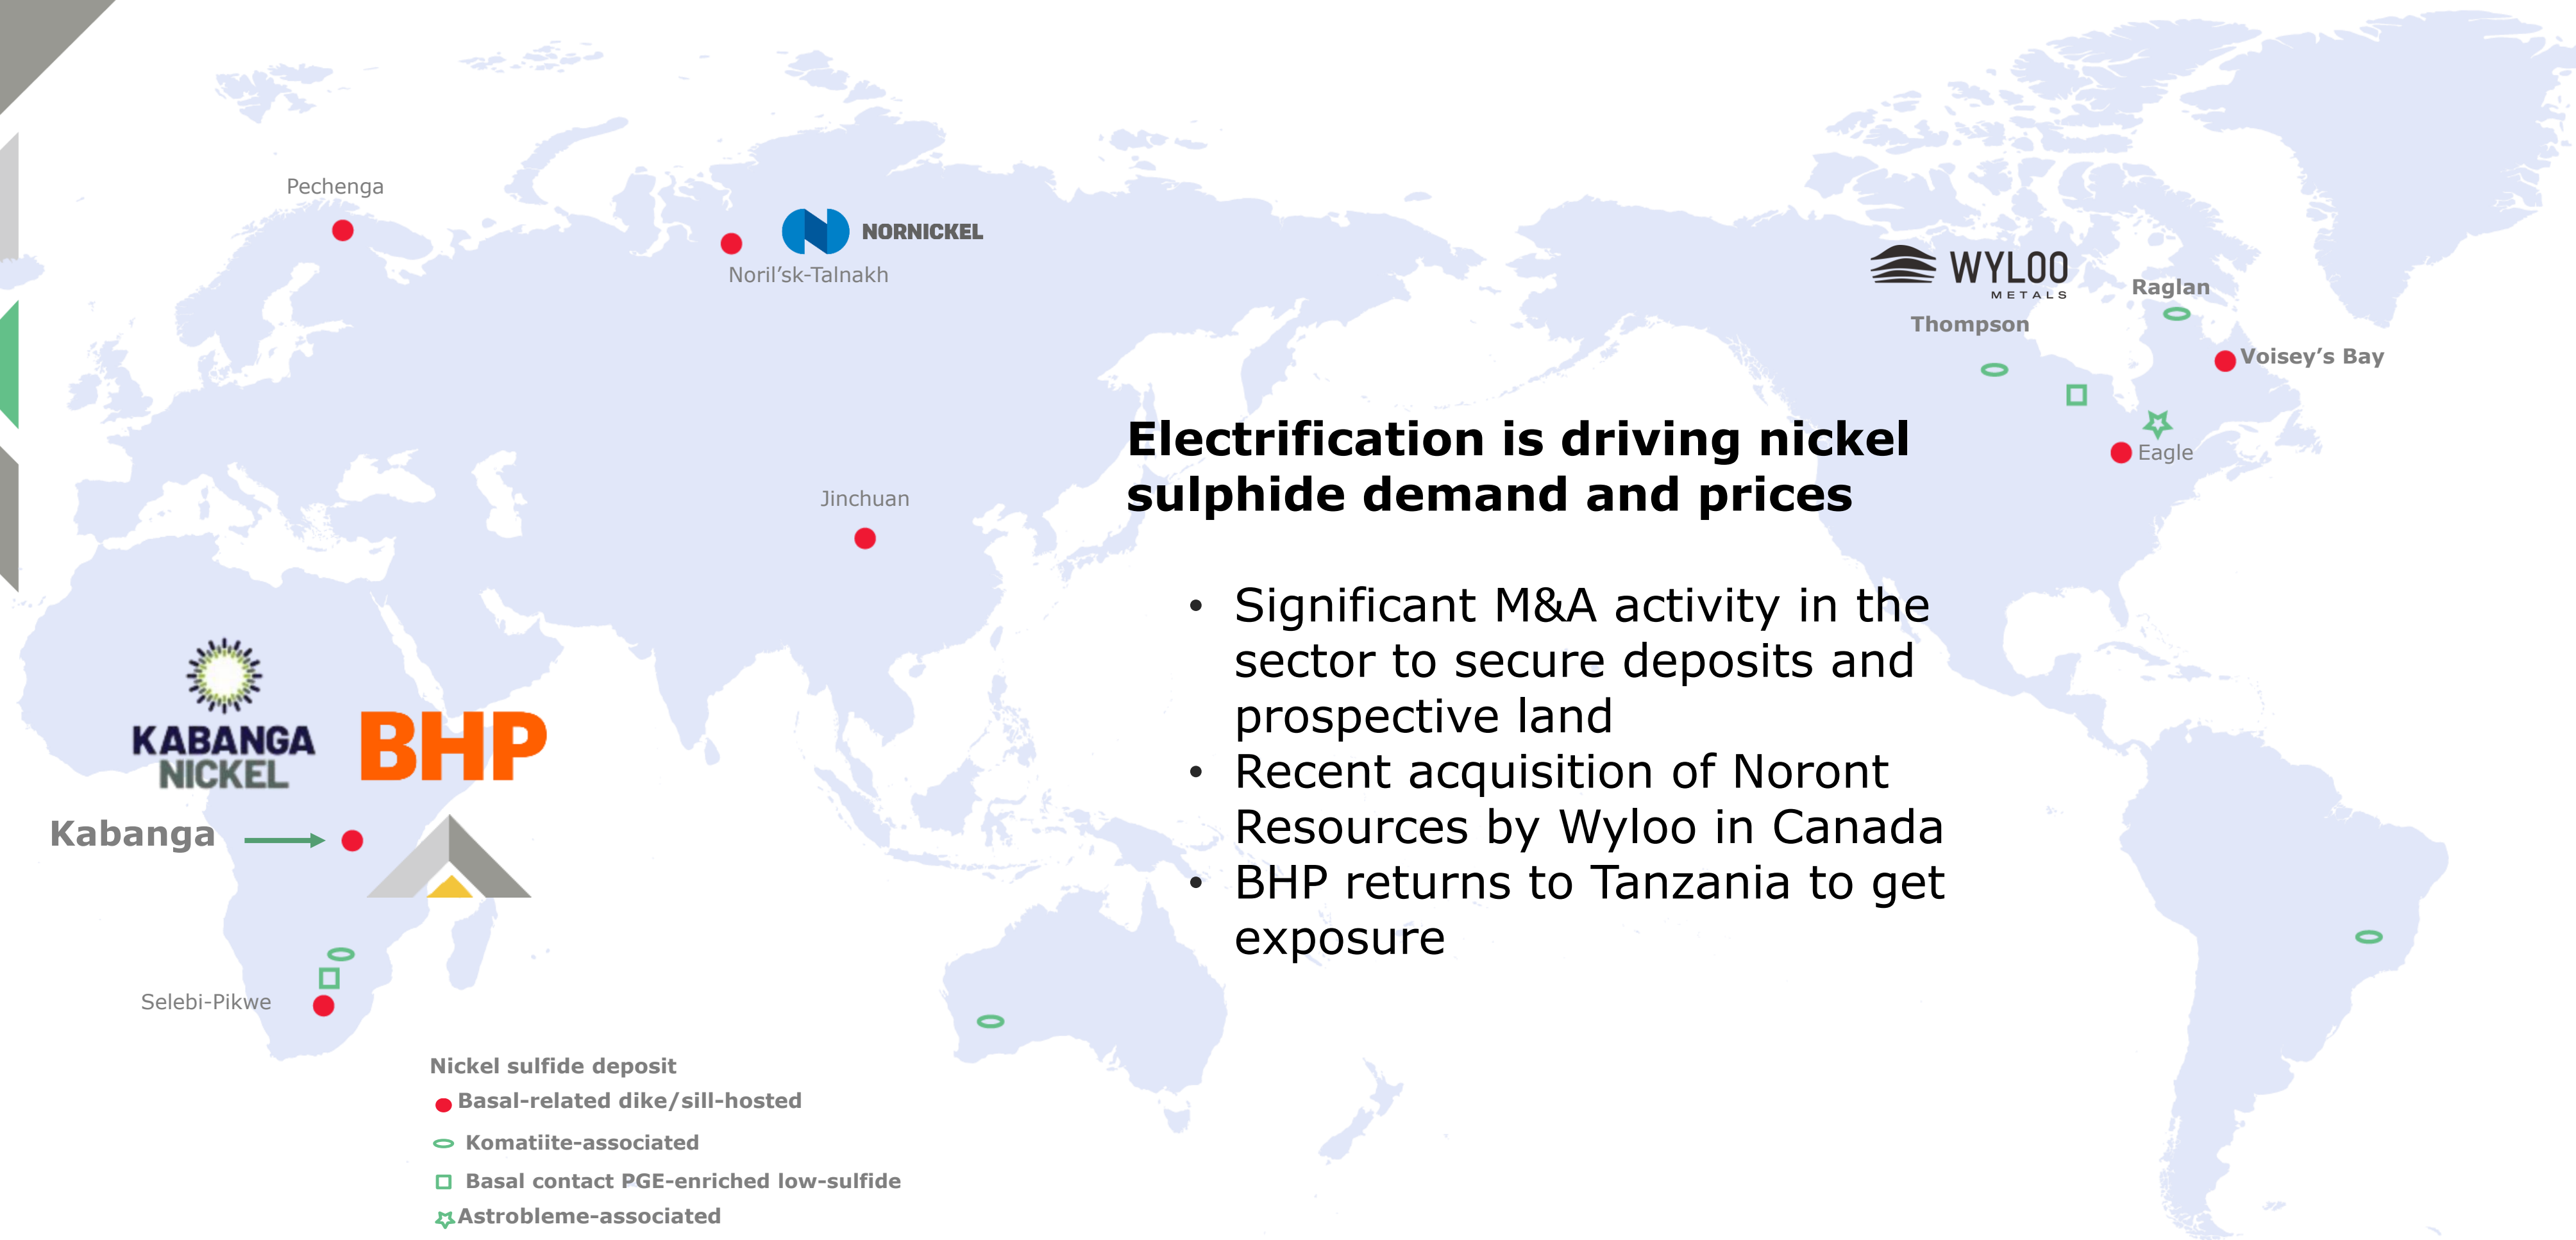 Pechenga
NORNICKEL
Noril'sk-Talnakh
WYLOO
METALS
Raglan
Thompson
Voisey's Bay
Eagle
Jinchuan
Electrification is driving nickel
sulphide demand and prices
• Significant M&A activity in the
sector to secure deposits and
prospective land
• Recent acquisition of Noront
Resources by Wyloo in Canada
• BHP returns to Tanzania to get
exposure
KABANGA
NICKEL
BHP
Kabanga
Selebi-Pikwe
Nickel sulfide deposit
Basal-related dike/sill-hosted
Komatiite-associated
Basal contact PGE-enriched low-sulfide
Astrobleme-associated